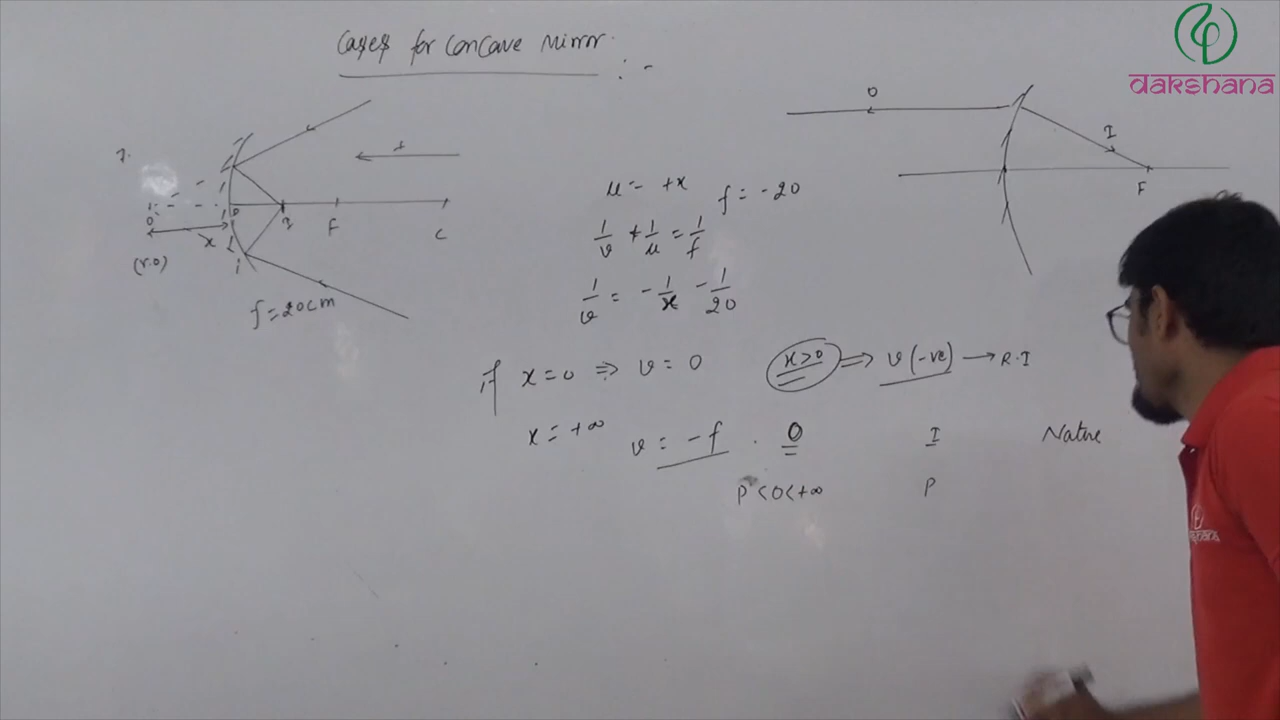 Cases for Concave Mirror :-
dakshana
1.
O
P
I
F
C
x
(V.O)
f = 20cm
+
u = +x
f = -20
1/v + 1/u = 1/f
1/v = -1/x - 1/20
if x = 0 ⇒ v = 0
x > 0 ⇒ v (-ve) → R.I
x = +∞ v = -f
O I Nature
P < O < +∞ P
O
I
F